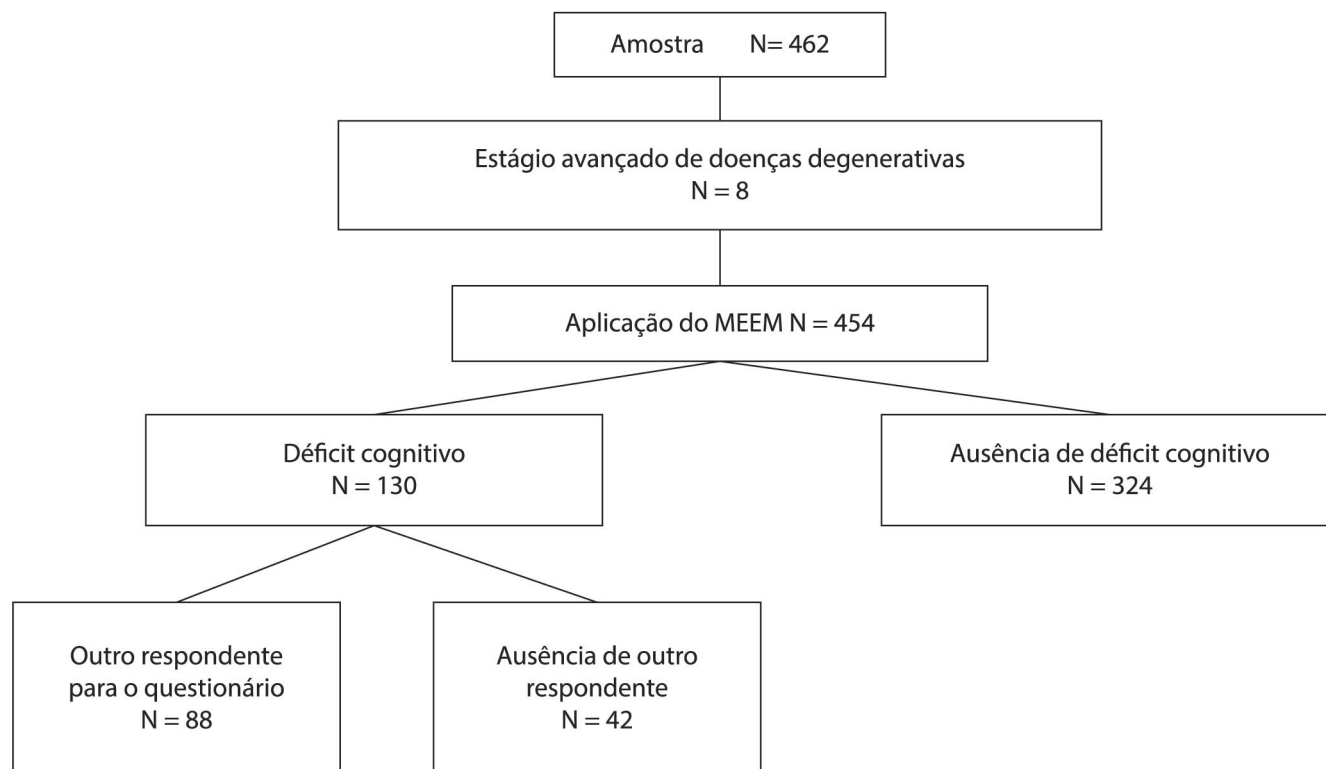 Amostra N= 462
Estágio avançado de doenças degenerativas
N = 8
Aplicação do MEEM N = 454
Déficit cognitivo
N = 130
Ausência de déficit cognitivo
N = 324
Outro respondente
para o questionário
N = 88
Ausência de outro
respondente
N = 42